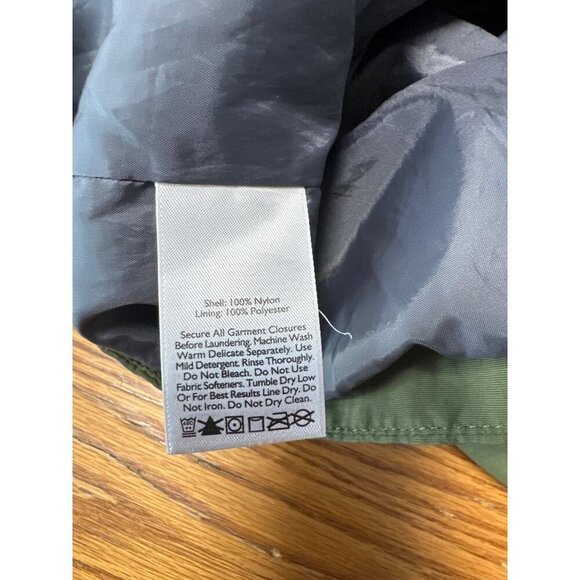 Shell: 100% Nylon
Lining: 100% Polyester
Secure All Garment Closures
Before Laundering. Machine Wash
Warm Delicate Separately. Use
Mild Detergent. Rinse Thoroughly.
Do Not Bleach. Do Not Use
Fabric Softeners. Tumble Dry Low
Or For Best Results Line Dry. Do
Not Iron. Do Not Dry Clean.